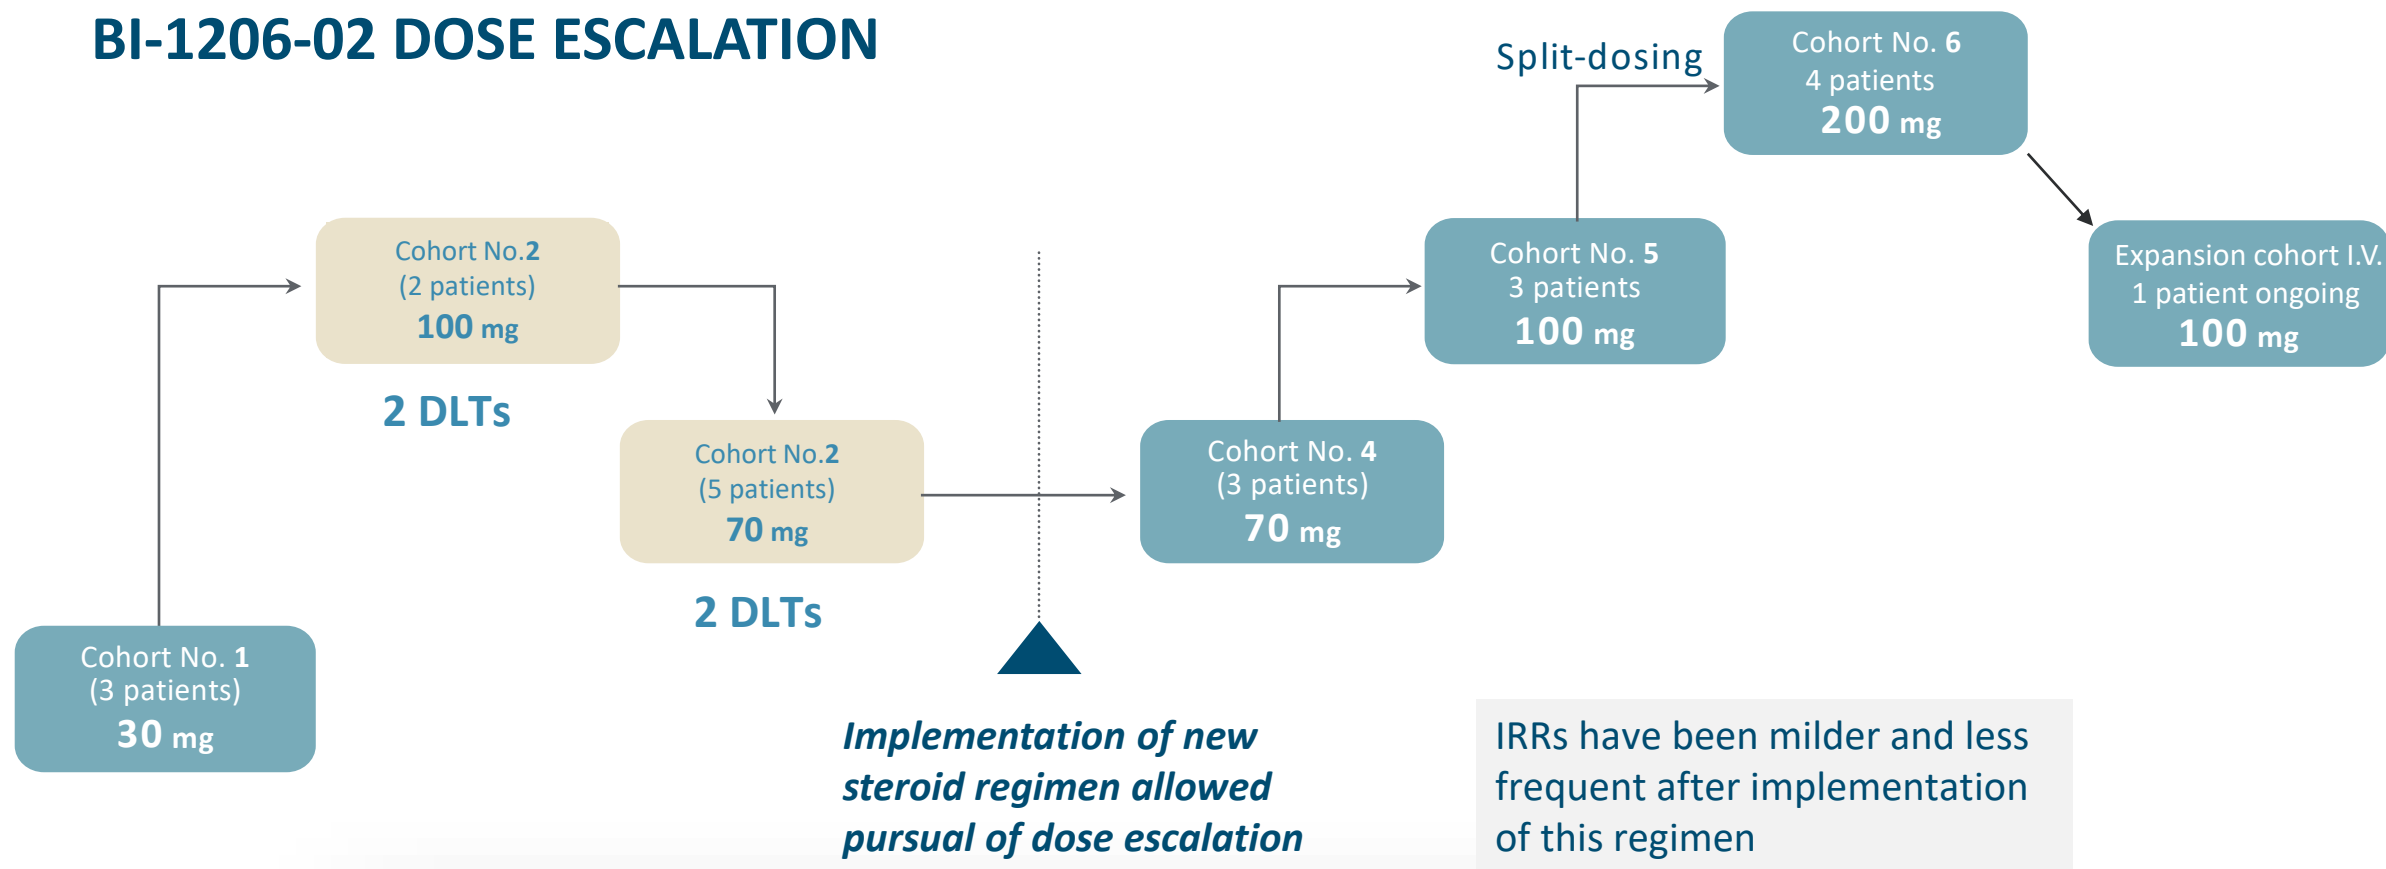 BI-1206-02 DOSE ESCALATION
Split-dosing
Cohort No. 6
4 patients
200 mg
Cohort No.2
(2 patients)
100 mg
2 DLTs
Cohort No. 5
3 patients
100 mg
Expansion cohort I.V.
1 patient ongoing
100 mg
Cohort No.2
(5 patients)
70 mg
2 DLTs
Cohort No. 4
(3 patients)
70 mg
Cohort No. 1
(3 patients)
30 mg
Implementation of new
steroid regimen allowed
pursual of dose escalation
IRRs have been milder and less
frequent after implementation
of this regimen